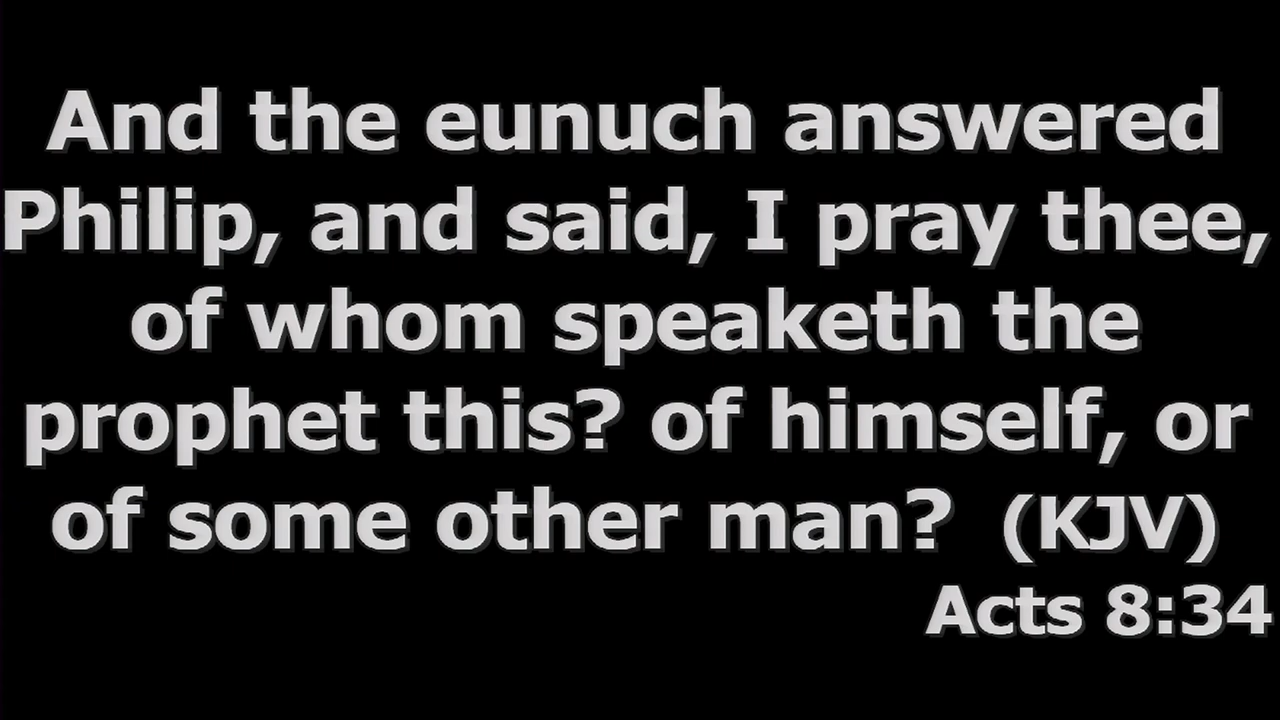 And the eunuch answered
Philip, and said, I pray thee,
of whom speaketh the
prophet this? of himself, or
of some other man? (KJV)
Acts 8:34